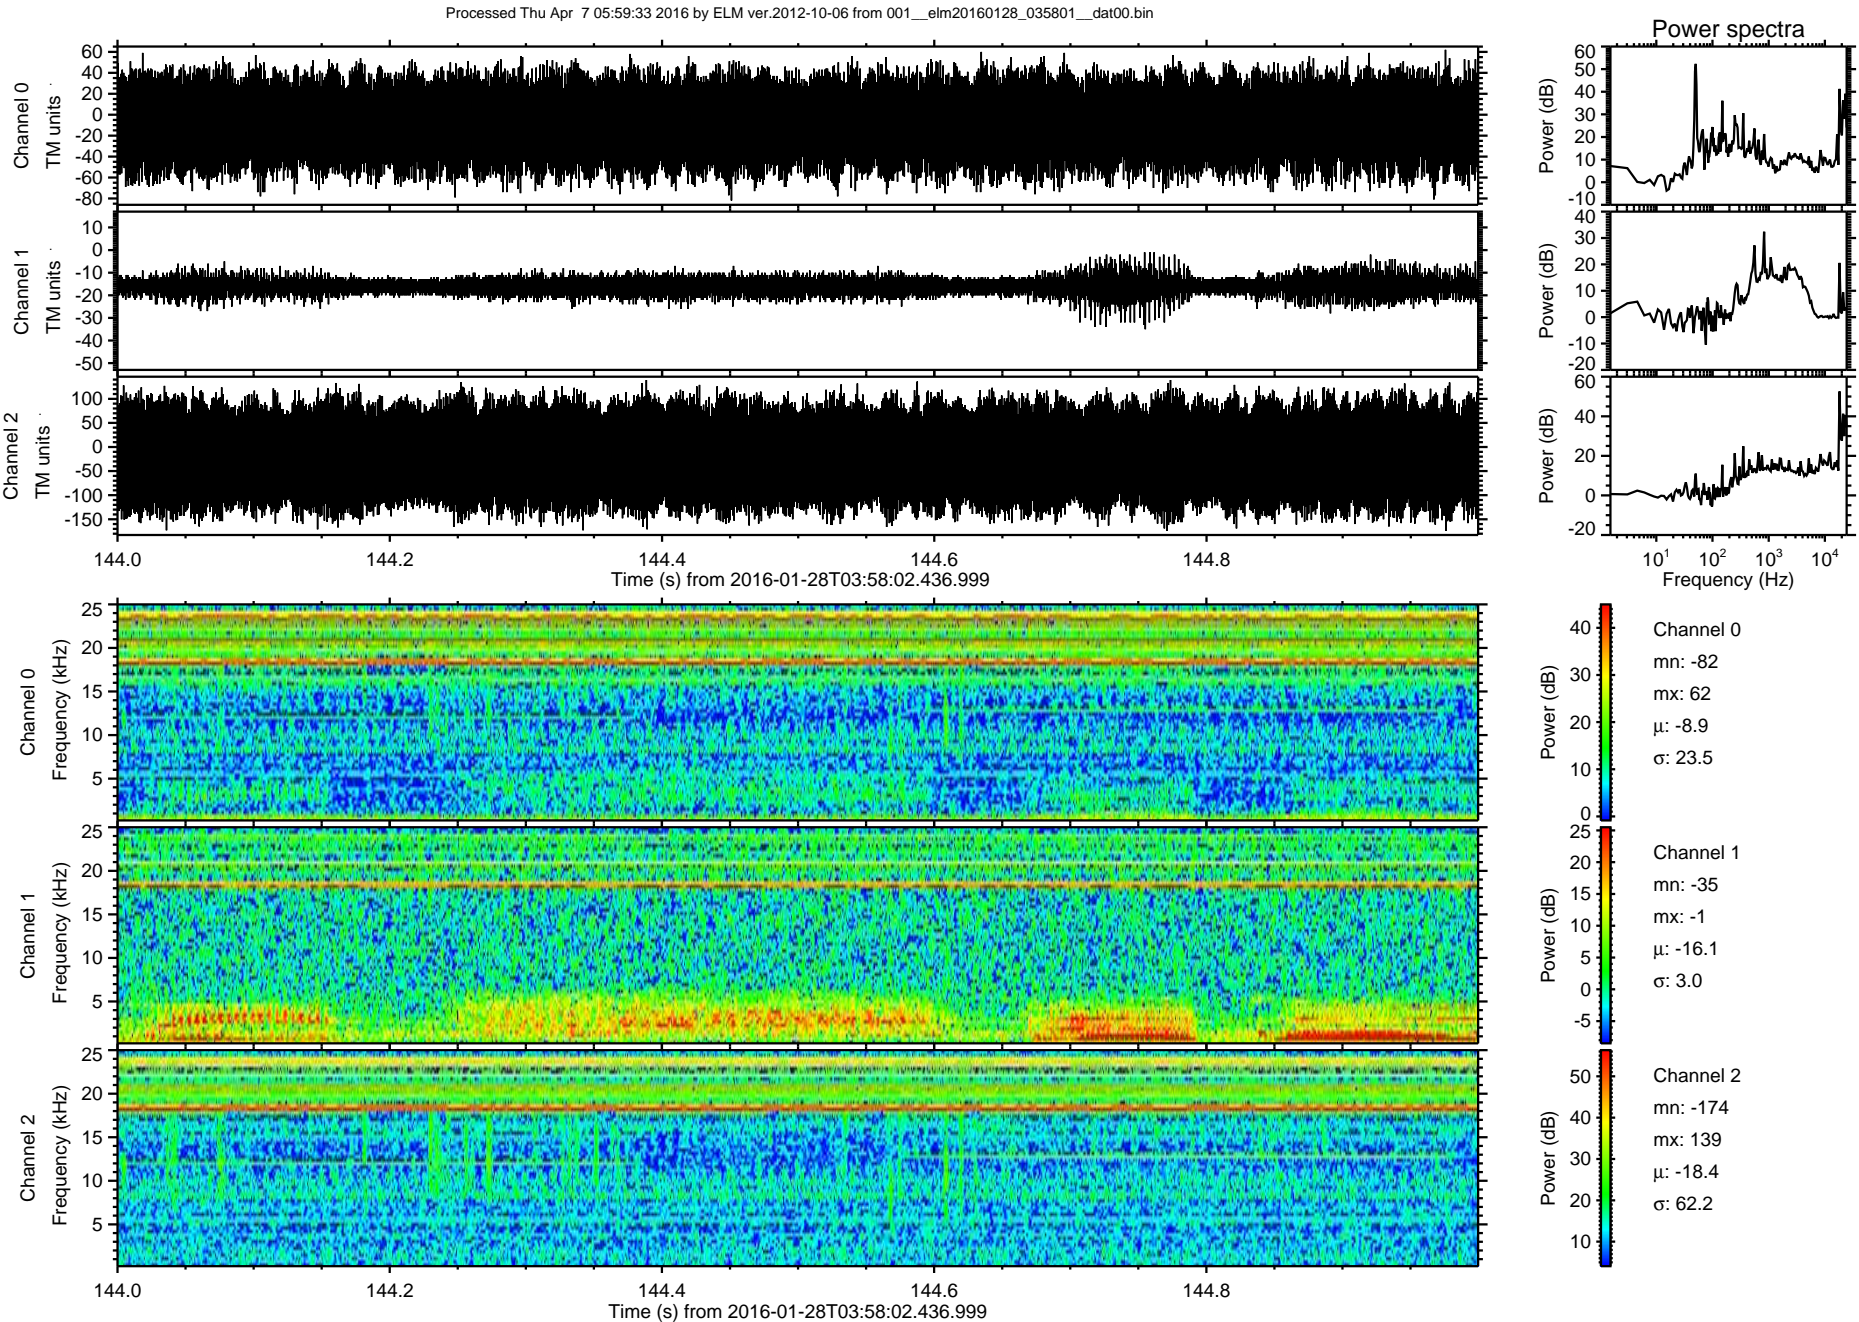 Processed Thu Apr  7 05:59:33 2016 by ELM ver.2012-10-06 from 001__elm20160128_035801__dat00.bin
Power spectra
Channel 0
TM units
60
40
20
0
-20
-40
-60
-80
Power (dB)
60
50
40
30
20
10
0
-10
Channel 1
TM units
10
0
-10
-20
-30
-40
-50
Power (dB)
40
30
20
10
0
-10
-20
Channel 2
TM units
100
50
0
-50
-100
-150
Power (dB)
60
40
20
0
-20
144.0 144.2 144.4 144.6 144.8
Time (s) from 2016-01-28T03:58:02.436.999
10^1 10^2 10^3 10^4
Frequency (Hz)
Channel 0
Frequency (kHz)
25
20
15
10
5
Power (dB)
40
30
20
10
0
Channel 0
mn: -82
mx: 62
µ: -8.9
σ: 23.5
Channel 1
Frequency (kHz)
25
20
15
10
5
Power (dB)
25
20
15
10
5
0
-5
Channel 1
mn: -35
mx: -1
µ: -16.1
σ: 3.0
Channel 2
Frequency (kHz)
25
20
15
10
5
Power (dB)
50
40
30
20
10
Channel 2
mn: -174
mx: 139
µ: -18.4
σ: 62.2
144.0 144.2 144.4 144.6 144.8
Time (s) from 2016-01-28T03:58:02.436.999